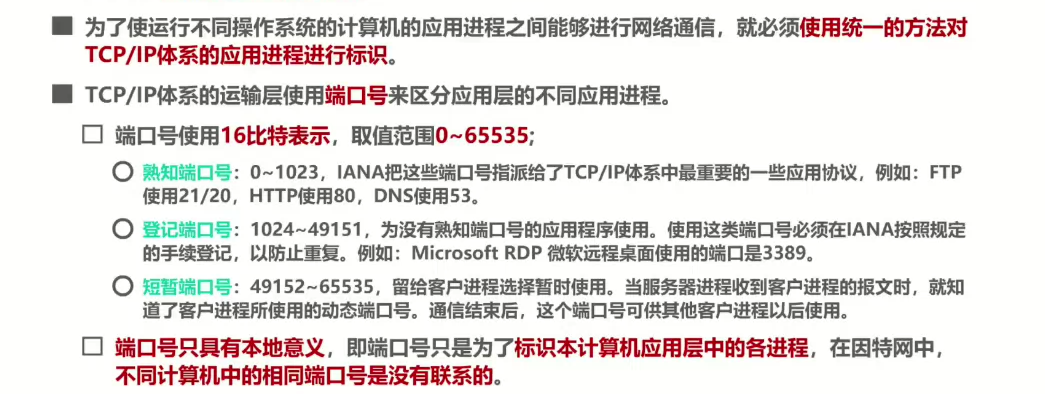 ■ 为了使运行不同操作系统的计算机的应用进程之间能够进行网络通信，就必须使用统一的方法对
TCP/IP体系的应用进程进行标识。
■ TCP/IP体系的运输层使用端口号来区分应用层的不同应用进程。
□ 端口号使用16比特表示，取值范围0~65535;
○ 熟知端口号：0~1023，IANA把这些端口号指派给了TCP/IP体系中最重要的一些应用协议，例如：FTP
使用21/20，HTTP使用80，DNS使用53。
○ 登记端口号：1024~49151，为没有熟知端口号的应用程序使用。使用这类端口号必须在IANA按照规定
的手续登记，以防止重复。例如：Microsoft RDP 微软远程桌面使用的端口是3389。
○ 短暂端口号：49152~65535，留给客户进程选择暂时使用。当服务器进程收到客户进程的报文时，就知
道了客户进程所使用的动态端口号。通信结束后，这个端口号可供其他客户进程以后使用。
□ 端口号只具有本地意义，即端口号只是为了标识本计算机应用层中的各进程，在因特网中，
不同计算机中的相同端口号是没有联系的。